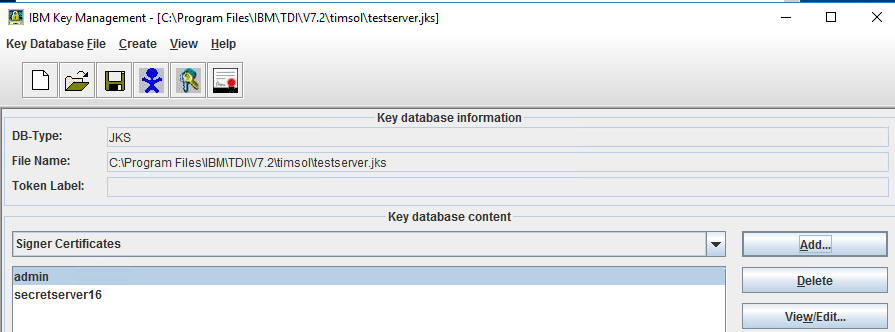 IBM Key Management - [C:\Program Files\IBM\TDI\V7.2\timsol\testserver.jks]
Key Database File Create View Help
Key database information
DB-Type: JKS
File Name: C:\Program Files\IBM\TDI\V7.2\timsol\testserver.jks
Token Label:
Key database content
Signer Certificates Add...
admin
Delete
secretserver16
View/Edit...